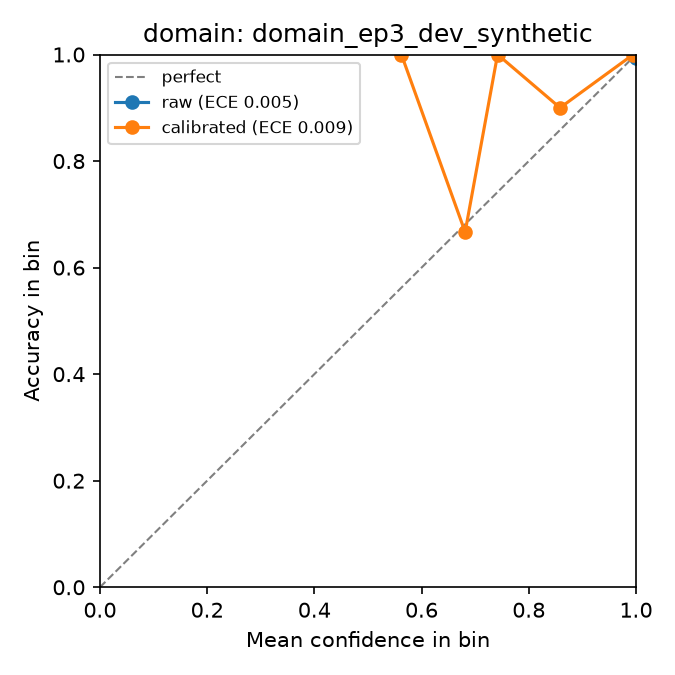 domain: domain_ep3_dev_synthetic
1.0
perfect
raw (ECE 0.005)
calibrated (ECE 0.009)
0.8
0.6
0.4
0.2
0.0
Accuracy in bin
0.0 0.2 0.4 0.6 0.8 1.0
Mean confidence in bin